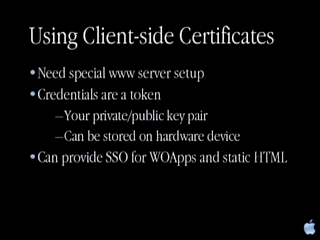 Using Client-side Certificates
•Need special www server setup
•Credentials are a token
–Your private/public key pair
–Can be stored on hardware device
•Can provide SSO for WOApps and static HTML